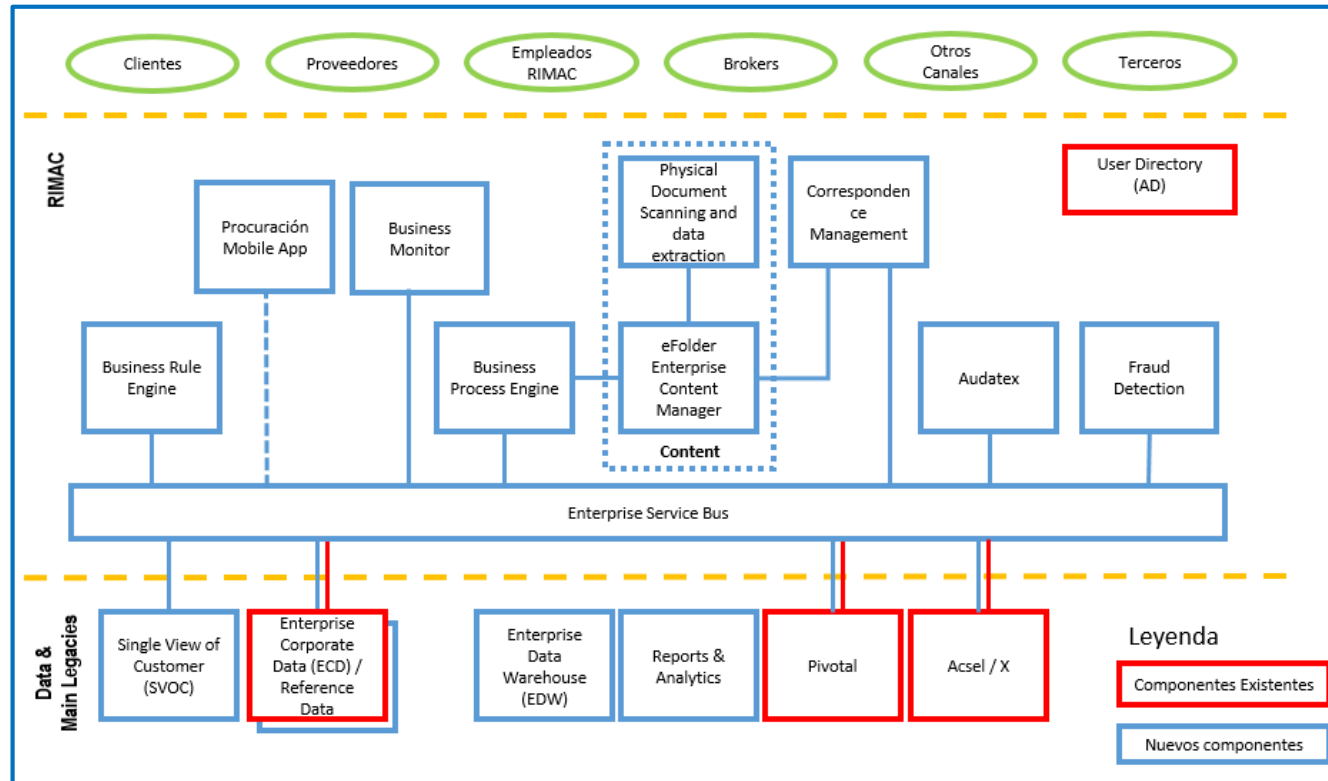 Clientes
Proveedores
Empleados
RIMAC
Brokers
Otros
Canales
Terceros
RIMAC
Procuración
Mobile App
Business
Monitor
Physical
Document
Scanning and
data
extraction
Corresponden
ce
Management
User Directory
(AD)
Business Rule
Engine
Business
Process Engine
eFolder
Enterprise
Content
Manager
Content
Audatex
Fraud
Detection
Enterprise Service Bus
Data &
Main Legacies
Single View of
Customer
(SVOC)
Enterprise
Corporate
Data (ECD) /
Reference
Data
Enterprise
Data
Warehouse
(EDW)
Reports &
Analytics
Pivotal
Acsel / X
Leyenda
Componentes Existentes
Nuevos componentes